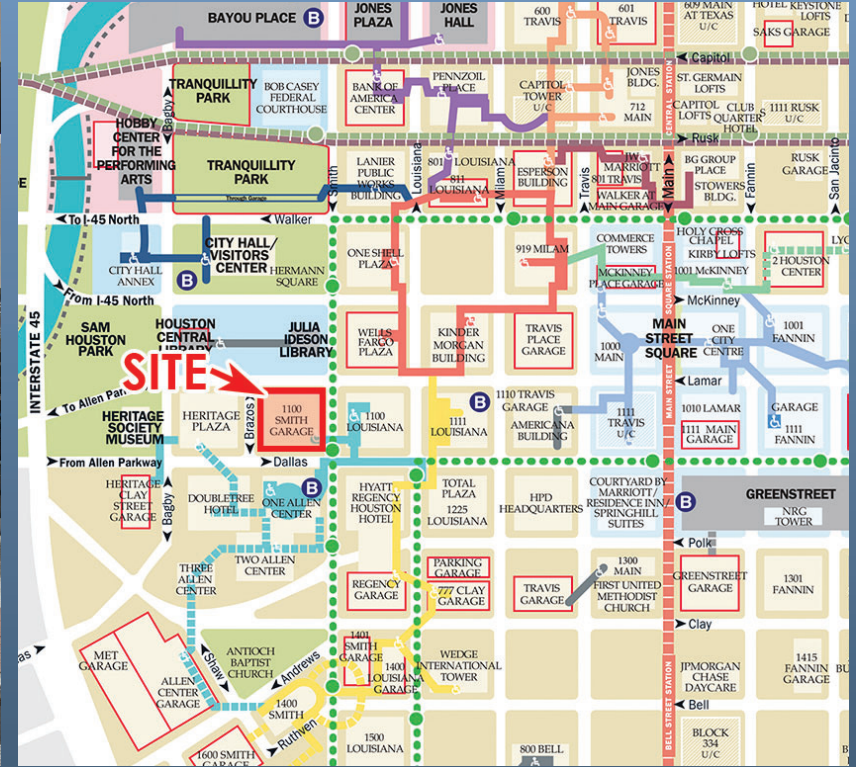 BAYOU PLACE
B
JONES
PLAZA
JONES
HALL
600
TRAVIS
601
TRAVIS
609 MAIN
AT TEXAS
U/C
HOTEL
KEYSTONE
LOFTS
SAKS GARAGE
Capitol
TRANQUILLITY
PARK
BOB CASEY
FEDERAL
COURTHOUSE
BANK OF
AMERICA
CENTER
PENNZOIL
PLACE
CAPITOL
TOWER
U/C
JONES
BLDG.
712
MAIN
CENTRAL STATION
ST. GERMAIN
LOFTS
CAPITOL
LOFTS
CLUB
QUARTERS
HOTEL
1111 RUSK
U/C
Bagby
Rusk
HOBBY
CENTER
FOR THE
PERFORMING
ARTS
TRANQUILLITY
PARK
Through Garage
Smith
LANIER
PUBLIC
WORKS
BUILDING
Louisiana
801 LOUISIANA
811
LOUISIANA
Milam
ESPERSON
BUILDING
Travis
JW
MARRIOTT
801 TRAVIS
WALKER AT
MAIN GARAGE
Main
BG GROUP
PLACE
STOWERS
BLDG.
Fannin
RUSK
GARAGE
San Jacinto
To I-45 North
Walker
CITY HALL
ANNEX
B
CITY HALL/
VISITORS
CENTER
HERMANN
SQUARE
ONE SHELL
PLAZA
919 MILAM
COMMERCE
TOWERS
MCKINNEY
PLACE GARAGE
SQUARE STATION
HOLY CROSS
CHAPEL
KIRBY LOFTS
1001 McKINNEY
2 HOUSTON
CENTER
From I-45 North
McKinney
INTERSTATE 45
SAM
HOUSTON
PARK
HOUSTON
CENTRAL
LIBRARY
JULIA
IDESON
LIBRARY
WELLS
FARGO
PLAZA
KINDER
MORGAN
BUILDING
TRAVIS
PLACE
GARAGE
1000
MAIN
MAIN
STREET
SQUARE
ONE
CITY
CENTRE
1001
FANNIN
SITE
Lamar
To Allen Par
HERITAGE
SOCIETY
MUSEUM
HERITAGE
PLAZA
Brazos
1100
SMITH
GARAGE
1100
LOUISIANA
B
1111
LOUISIANA
1110 TRAVIS
GARAGE
AMERICANA
BUILDING
1111
TRAVIS
U/C
MAIN STREET
1010 LAMAR
1111 MAIN
GARAGE
GARAGE
1111
FANNIN
From Allen Parkway
Dallas
HERITAGE
CLAY
STREET
GARAGE
Bagby
DOUBLETREE
HOTEL
ONE ALLEN
CENTER
B
HYATT
REGENCY
HOUSTON
HOTEL
TOTAL
PLAZA
1225
LOUISIANA
HPD
HEADQUARTERS
COURTYARD BY
MARRIOTT/
RESIDENCE INN/
SPRINGHILL
SUITES
B
GREENSTREET
NRG
TOWER
Polk
THREE
ALLEN
CENTER
TWO ALLEN
CENTER
REGENCY
GARAGE
PARKING
GARAGE
777 CLAY
GARAGE
TRAVIS
GARAGE
1300
MAIN
FIRST UNITED
METHODIST
CHURCH
GREENSTREET
GARAGE
1301
FANNIN
Clay
MET
GARAGE
Shaw
ANTIOCH
BAPTIST
CHURCH
Andrews
ALLEN
CENTER
GARAGE
1401
SMITH
GARAGE
1400
LOUISIANA
GARAGE
WEDGE
INTERNATIONAL
TOWER
BELL STREET STATION
JPMORGAN
CHASE
DAYCARE
1415
FANNIN
GARAGE
Bell
1400
SMITH
Ruthven
1600 SMITH
GARAGE
1500
LOUISIANA
800 BELL
BLOCK
334
U/C